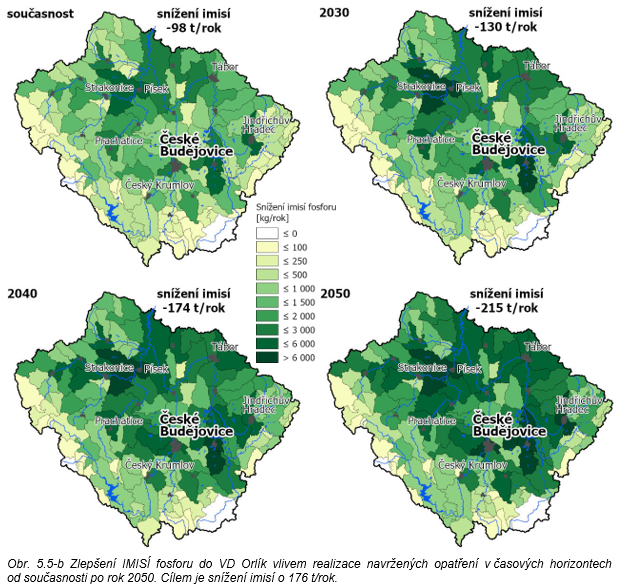 současnost
snížení imisí
-98 t/rok
Tábor
Strakonice
Písek
Jindřichův
Hradec
Prachatice
České
Budějovice
Český Krumlov
2030
snížení imisí
-130 t/rok
Tábor
Strakonice
Písek
Jindřichův
Hradec
Prachatice
České
Budějovice
Český Krumlov
Snížení imisí fosforu
[kg/rok]
≤ 0
≤ 100
≤ 250
≤ 500
≤ 1 000
≤ 1 500
≤ 2 000
≤ 3 000
≤ 6 000
> 6 000
2040
snížení imisí
-174 t/rok
Tábor
Strakonice
Písek
Jindřichův
Hradec
Prachatice
České
Budějovice
Český Krumlov
2050
snížení imisí
-215 t/rok
Tábor
Strakonice
Písek
Jindřichův
Hradec
Prachatice
České
Budějovice
Český Krumlov
Obr. 5.5-b Zlepšení IMISÍ fosforu do VD Orlík vlivem realizace navržených opatření v časových horizontech
od současnosti po rok 2050. Cílem je snížení imisí o 176 t/rok.